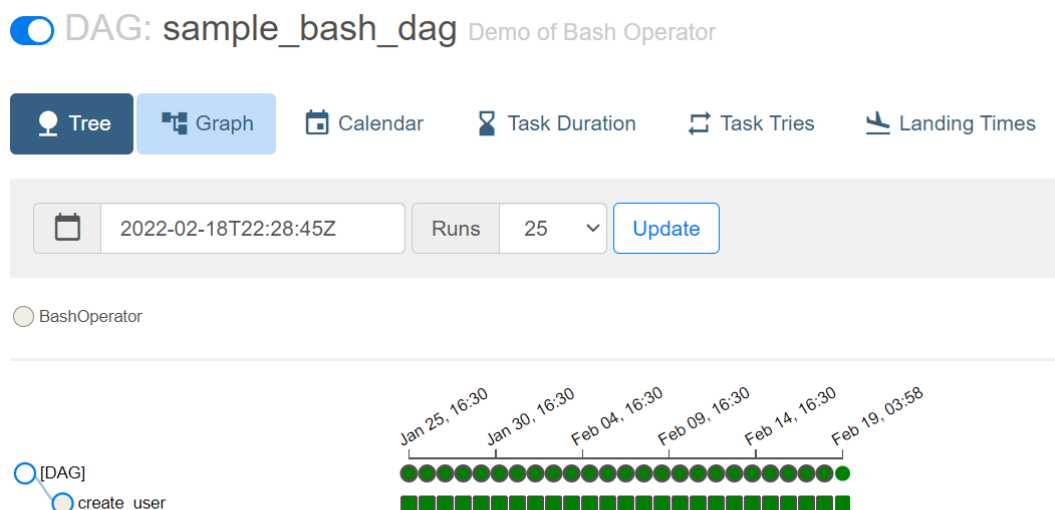 DAG: sample_bash_dag Demo of Bash Operator
Tree Graph Calendar Task Duration Task Tries Landing Times
2022-02-18T22:28:45Z Runs 25 Update
BashOperator
Jan 25, 16:30 Jan 30, 16:30 Feb 04, 16:30 Feb 09, 16:30 Feb 14, 16:30 Feb 19, 03:58
[DAG]
create_user